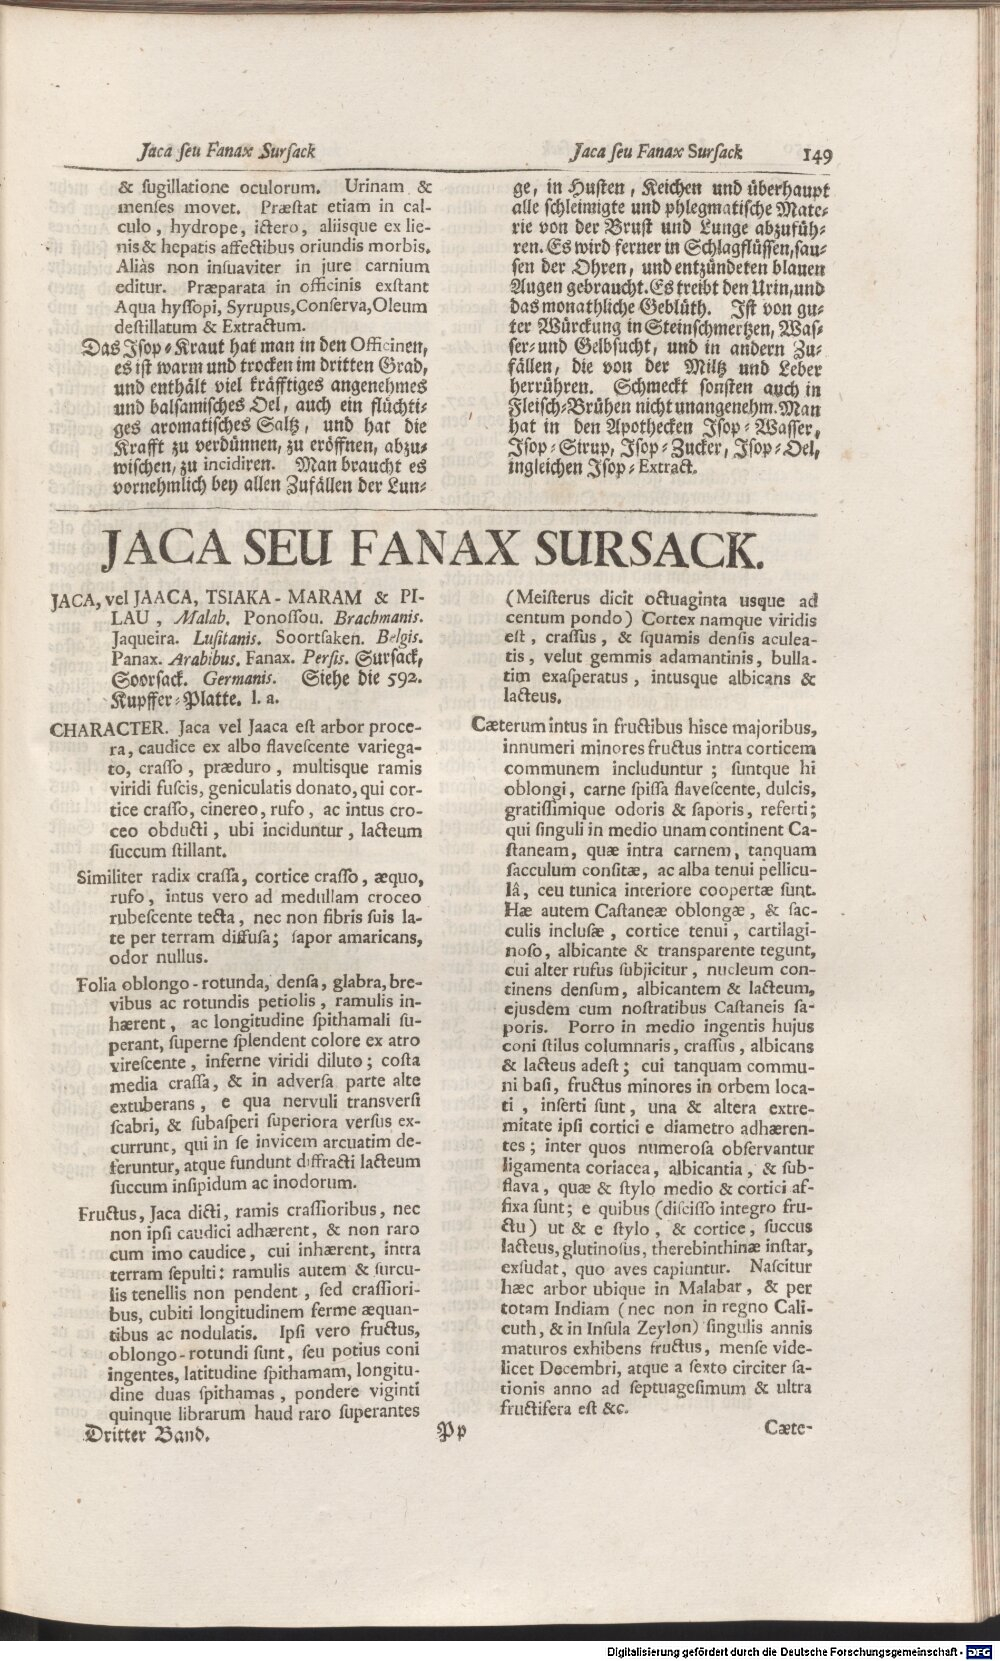 Jaca ſeu Fanax Surſack
Jaca ſeu Fanax Surſack 149
& ſugillatione oculorum. Urinam &
menſes movet. Præſtat etiam in cal-
culo, hydrope, ictero, aliisque ex lie-
nis & hepatis affectibus oriundis morbis.
Aliàs non inſuaviter in jure carnium
editur. Præparata in officinis exſtant
Aqua hyſſopi, Syrupus, Conſerva, Oleum
deſtillatum & Extractum.
Das Iſop-Kraut hat man in den Officinen,
es iſt warm und trocken im dritten Grad,
und enthält viel kräfftiges angenehmes
und balſamiſches Oel, auch ein flüchti-
ges aromatiſches Saltz, und hat die
Krafft zu verdünnen, zu eröffnen, abzu-
wiſchen, zu incidiren. Man braucht es
vornehmlich bey allen Zufällen der Lun-
ge, in Huſten, Keichen und überhaupt
alle ſchleimigte und phlegmatiſche Mate-
rie von der Bruſt und Lunge abzufüh-
ren. Es wird ferner in Schlagflüſſen, ſau-
ſen der Ohren, und entzündeten blauen
Augen gebraucht. Es treibt den Urin, und
das monathliche Geblüth. Iſt von gu-
ter Würckung in Steinſchmertzen, Waſ-
ſer- und Gelbſucht, und in andern Zu-
fällen, die von der Miltz und Leber
herrühren. Schmeckt ſonſten auch in
Fleiſch-Brühen nicht unangenehm. Man
hat in den Apothecken Iſop-Waſſer,
Iſop-Sirup, Iſop-Zucker, Iſop-Oel,
ingleichen Iſop-Extract.
JACA SEU FANAX SURSACK.
JACA, vel JAACA, TSIAKA-MARAM & PI-
LAU, Malab. Ponoſſou. Brachmanis.
Jaqueira. Luſitanis. Soortſaken. Belgis.
Panax. Arabibus. Fanax. Perſis. Surſack,
Soorſack. Germanis. Siehe die 592.
Kupffer-Platte. l. a.
CHARACTER. Jaca vel Jaaca eſt arbor proce-
ra, caudice ex albo flaveſcente variega-
to, craſſo, præduro, multisque ramis
viridi fuſcis, geniculatis donato, qui cor-
tice craſſo, cinereo, rufo, ac intus cro-
ceo obducti, ubi inciduntur, lacteum
ſuccum ſtillant.
Similiter radix craſſa, cortice craſſo, æquo,
rufo, intus vero ad medullam croceo
rubeſcente tecta, nec non fibris ſuis la-
te per terram diffuſa; ſapor amaricans,
odor nullus.
Folia oblongo-rotunda, denſa, glabra, bre-
vibus ac rotundis petiolis, ramulis in-
hærent, ac longitudine ſpithamali ſu-
perant, ſuperne ſplendent colore ex atro
vireſcente, inferne viridi diluto; coſta
media craſſa, & in adverſa parte alte
extuberans, e qua nervuli transverſi
ſcabri, & ſubaſperi ſuperiora verſus ex-
currunt, qui in ſe invicem arcuatim de-
feruntur, atque fundunt diffracti lacteum
ſuccum inſipidum ac inodorum.
Fructus, Jaca dicti, ramis craſſioribus, nec
non ipſi caudici adhærent, & non raro
cum imo caudice, cui inhærent, intra
terram ſepulti: ramulis autem & ſurcu-
lis tenellis non pendent, ſed craſſiori-
bus, cubiti longitudinem ferme æquan-
tibus ac nodulatis. Ipſi vero fructus,
oblongo-rotundi ſunt, ſeu potius coni
ingentes, latitudine ſpithamam, longitu-
dine duas ſpithamas, pondere viginti
quinque librarum haud raro ſuperantes
(Meiſterus dicit octuaginta usque ad
centum pondo) Cortex namque viridis
eſt, craſſus, & ſquamis denſis aculea-
tis, velut gemmis adamantinis, bulla-
tim exaſperatus, intusque albicans &
lacteus.
Cæterum intus in fructibus hisce majoribus,
innumeri minores fructus intra corticem
communem includuntur; ſuntque hi
oblongi, carne ſpiſſa flaveſcente, dulcis,
gratiſſimique odoris & ſaporis, referti;
qui ſinguli in medio unam continent Ca-
ſtaneam, quæ intra carnem, tanquam
ſacculum conſitæ, ac alba tenui pellicu-
lâ, ceu tunica interiore coopertæ ſunt.
Hæ autem Caſtaneæ oblongæ, & ſac-
culis incluſæ, cortice tenui, cartilagi-
noſo, albicante & transparente tegunt,
cui alter rufus ſubjicitur, nucleum con-
tinens denſum, albicantem & lacteum,
ejusdem cum noſtratibus Caſtaneis ſa-
poris. Porro in medio ingentis hujus
coni ſtilus columnaris, craſſus, albicans
& lacteus adeſt; cui tanquam commu-
ni baſi, fructus minores in orbem loca-
ti, inſerti ſunt, una & altera extre-
mitate ipſi cortici e diametro adhæren-
tes; inter quos numeroſa obſervantur
ligamenta coriacea, albicantia, & ſub-
flava, quæ & ſtylo medio & cortici af-
fixa ſunt; e quibus (diſciſſo integro fru-
ctu) ut & e ſtylo, & cortice, ſuccus
lacteus, glutinoſus, therebinthinæ inſtar,
exſudat, quo aves capiuntur. Naſcitur
hæc arbor ubique in Malabar, & per
totam Indiam (nec non in regno Cali-
cuth, & in Inſula Zeylon) ſingulis annis
maturos exhibens fructus, menſe vide-
licet Decembri, atque a ſexto circiter ſa-
tionis anno ad ſeptuageſimum & ultra
fructifera eſt &c.
Dritter Band. Pp Cæte-
Digitalisierung gefördert durch die Deutsche Forschungsgemeinschaft - DFG